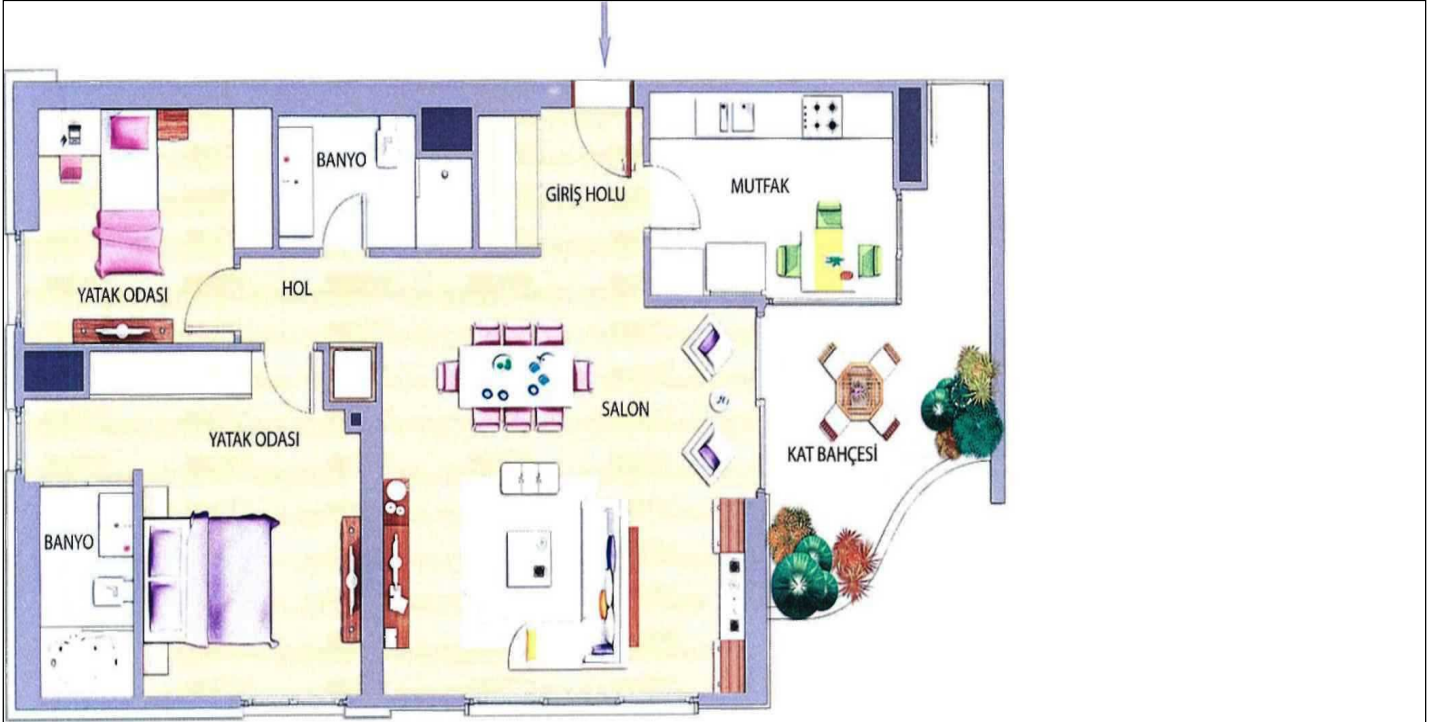 BANYO
GİRİŞ HOLU
MUTFAK
YATAK ODASI
HOL
SALON
YATAK ODASI
KAT BAHÇESİ
BANYO